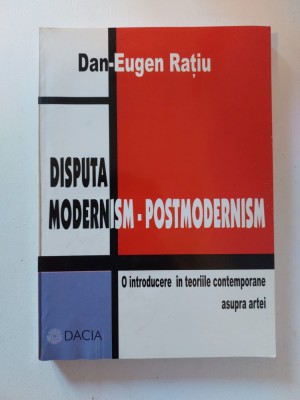 Dan-Eugen Rațiu
DISPUTA
MODERNISM - POSTMODERNISM
O introducere în teoriile contemporane
asupra artei
DACIA